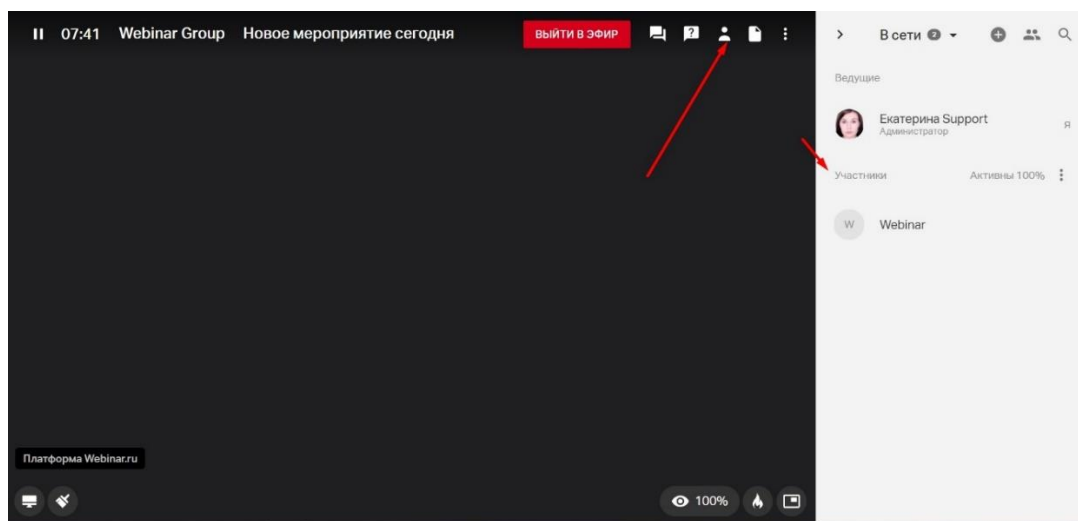 07:41 Webinar Group Новое мероприятие сегодня ВЫЙТИ В ЭФИР ?
В сети 2
Ведущие
Екатерина Support
Администратор
Я
Участники Активны 100%
W Webinar
Платформа Webinar.ru
100%